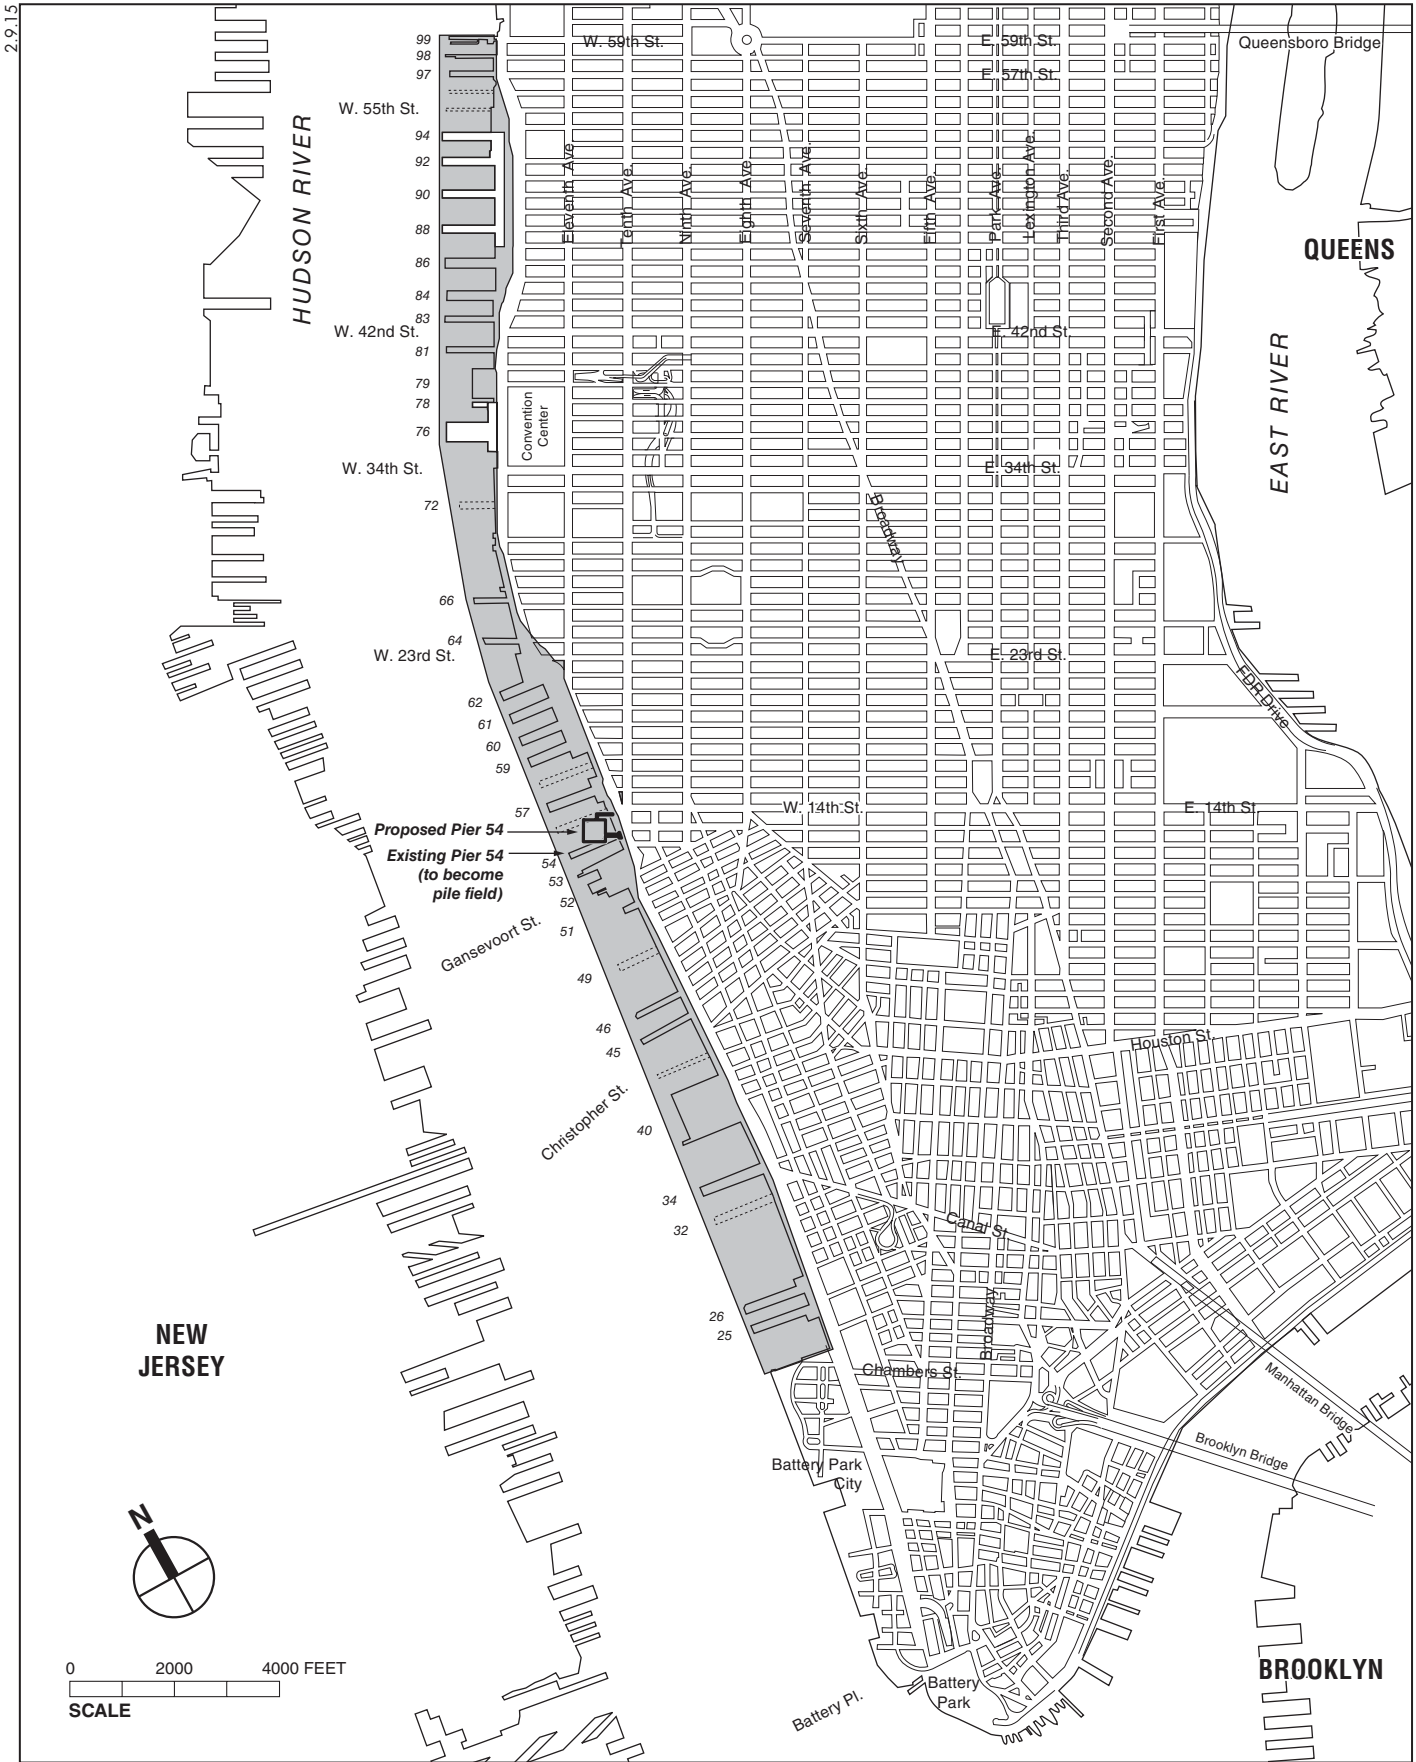 2.9.15
99
98
97
W. 55th St.
94
92
90
88
86
84
83
W. 42nd St.
81
79
78
76
W. 34th St.
72
66
64
W. 23rd St.
62
61
60
59
57
Proposed Pier 54
Existing Pier 54
(to become
pile field)
54
53
52
Gansevoort St.
51
49
46
45
Christopher St.
40
34
32
26
25
HUDSON RIVER
W. 59th St.
E. 59th St.
E. 57th St.
Queensboro Bridge
Eleventh Ave.
Tenth Ave.
Ninth Ave.
Eighth Ave.
Seventh Ave.
Sixth Ave.
Fifth Ave.
Park Ave.
Lexington Ave.
Third Ave.
Second Ave.
First Ave.
QUEENS
E. 42nd St.
EAST RIVER
Convention
Center
E. 34th St.
Broadway
E. 23rd St.
FDR Drive
W. 14th St.
E. 14th St.
Houston St.
Canal St.
Broadway
Chambers St.
Manhattan Bridge
Brooklyn Bridge
Battery Park
City
NEW
JERSEY
N
0 2000 4000 FEET
SCALE
Battery Pl.
Battery
Park
BROOKLYN